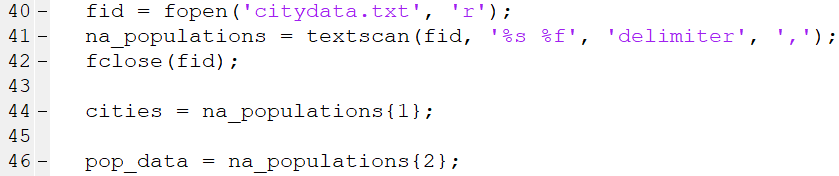 40 - fid = fopen('citydata.txt', 'r');
41 - na_populations = textscan(fid, '%s %f', 'delimiter', ',');
42 - fclose(fid);
43
44 - cities = na_populations{1};
45
46 - pop_data = na_populations{2};